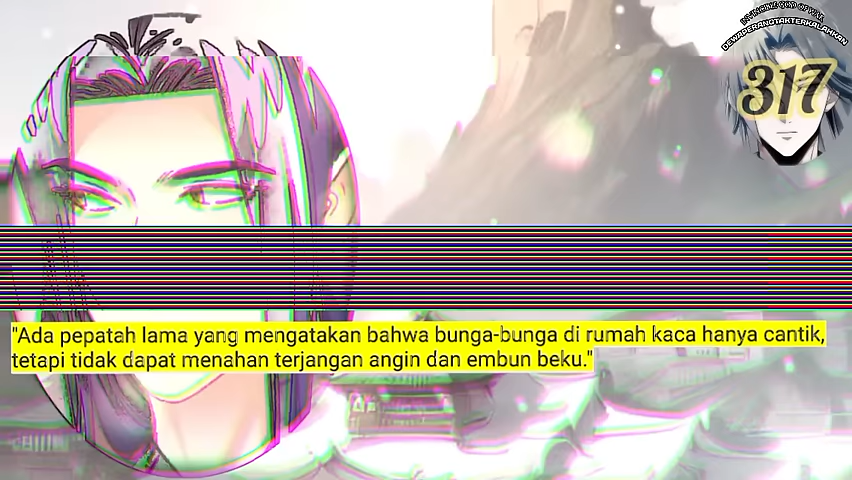 DEWAPERANGTAKTERKALAHKAN
317
"Ada pepatah lama yang mengatakan bahwa bunga-bunga di rumah kaca hanya cantik,
tetapi tidak dapat menahan terjangan angin dan embun beku."